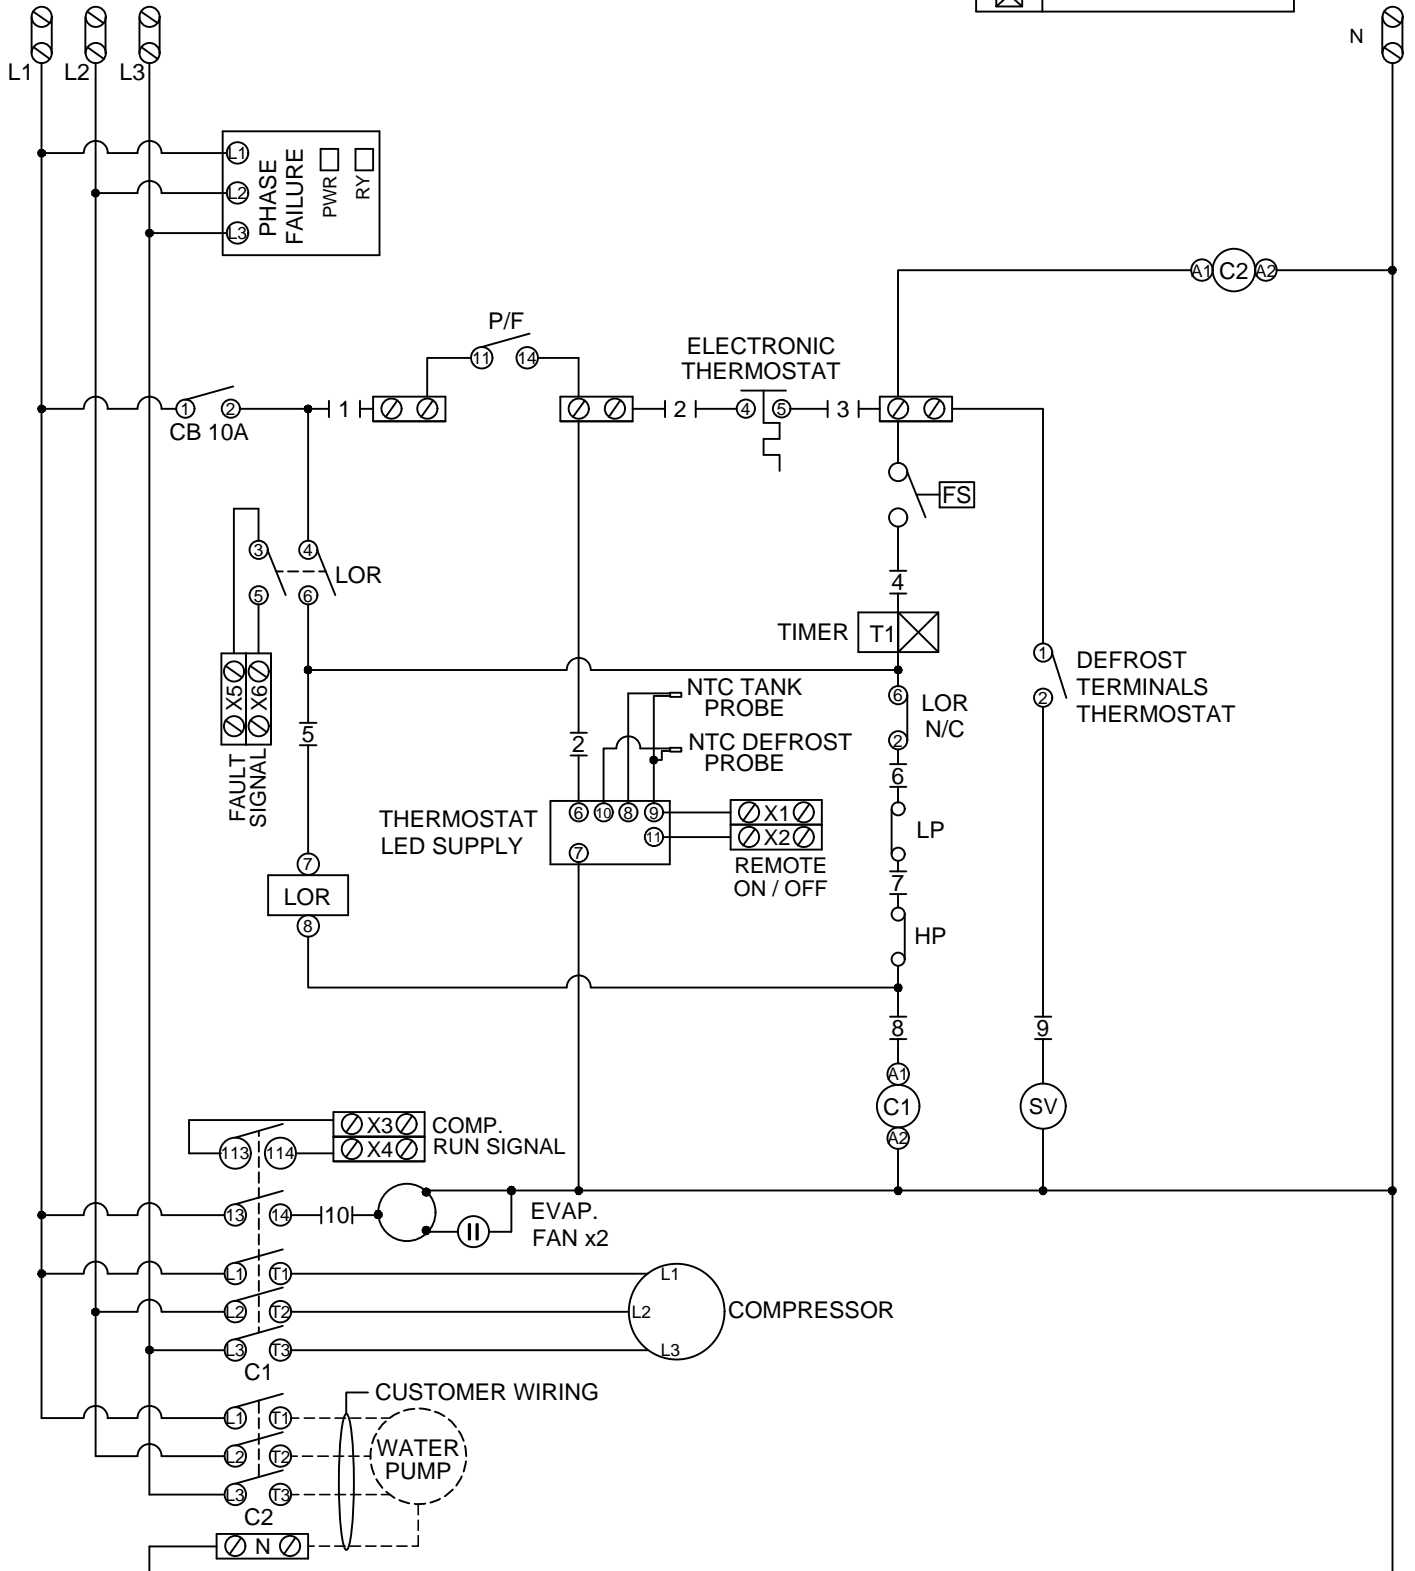 N
L1 L2 L3
L1
L2
L3
PHASE
FAILURE
PWR
RY
A1 C2 A2
P/F
11 14
ELECTRONIC
THERMOSTAT
1 2
CB 10A
1
2
4 5
3
FS
3 4
LOR
5 6
4
TIMER T1
X5 X6
FAULT
SIGNAL
5
1
2
DEFROST
TERMINALS
THERMOSTAT
6
LOR
N/C
2
NTC TANK
PROBE
NTC DEFROST
PROBE
2
6
THERMOSTAT
LED SUPPLY
6 10 8 9
11
7
X1
X2
REMOTE
ON / OFF
LP
7
HP
7
LOR
8
8
9
A1
C1
A2
SV
X3
X4
COMP.
RUN SIGNAL
113 114
13 14
10
EVAP.
FAN x2
L1 T1
L2 T2
L3 T3
C1
L1
L2
L3
COMPRESSOR
CUSTOMER WIRING
L1 T1
L2 T2
L3 T3
C2
WATER
PUMP
N